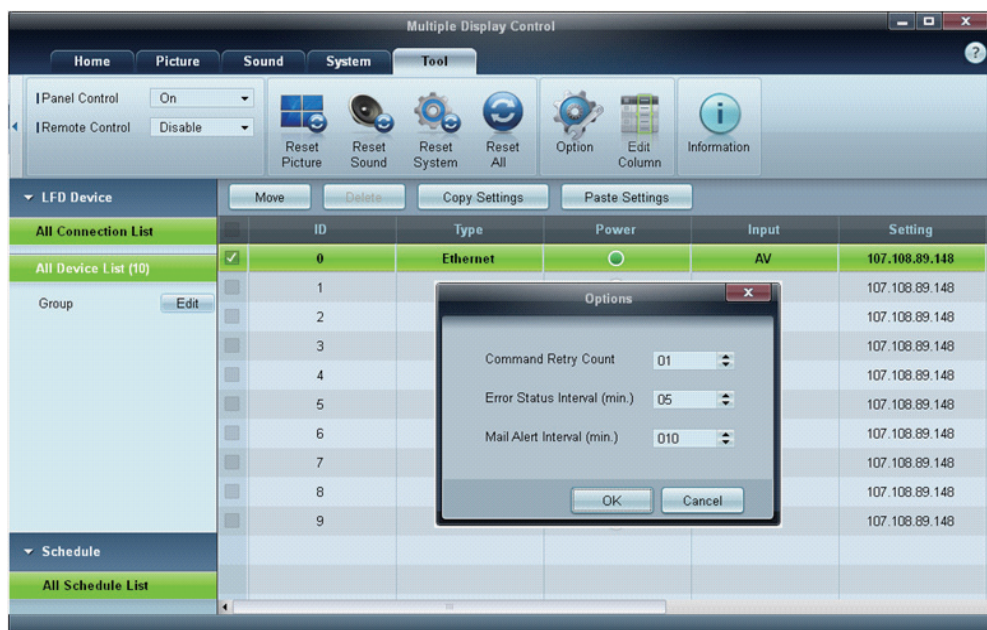 Multiple Display Control
Home Picture Sound System Tool
?
Panel Control On
Remote Control Disable
Reset Picture
Reset Sound
Reset System
Reset All
Option
Edit Column
Information
LFD Device
Move Delete Copy Settings Paste Settings
All Connection List
ID Type Power Input Setting
All Device List (10)
0 Ethernet AV 107.108.89.148
Group Edit
1 107.108.89.148
2 107.108.89.148
3 107.108.89.148
4 107.108.89.148
5 107.108.89.148
6 107.108.89.148
7 107.108.89.148
8 107.108.89.148
9 107.108.89.148
Options
Command Retry Count 01
Error Status Interval (min.) 05
Mail Alert Interval (min.) 010
OK Cancel
Schedule
All Schedule List